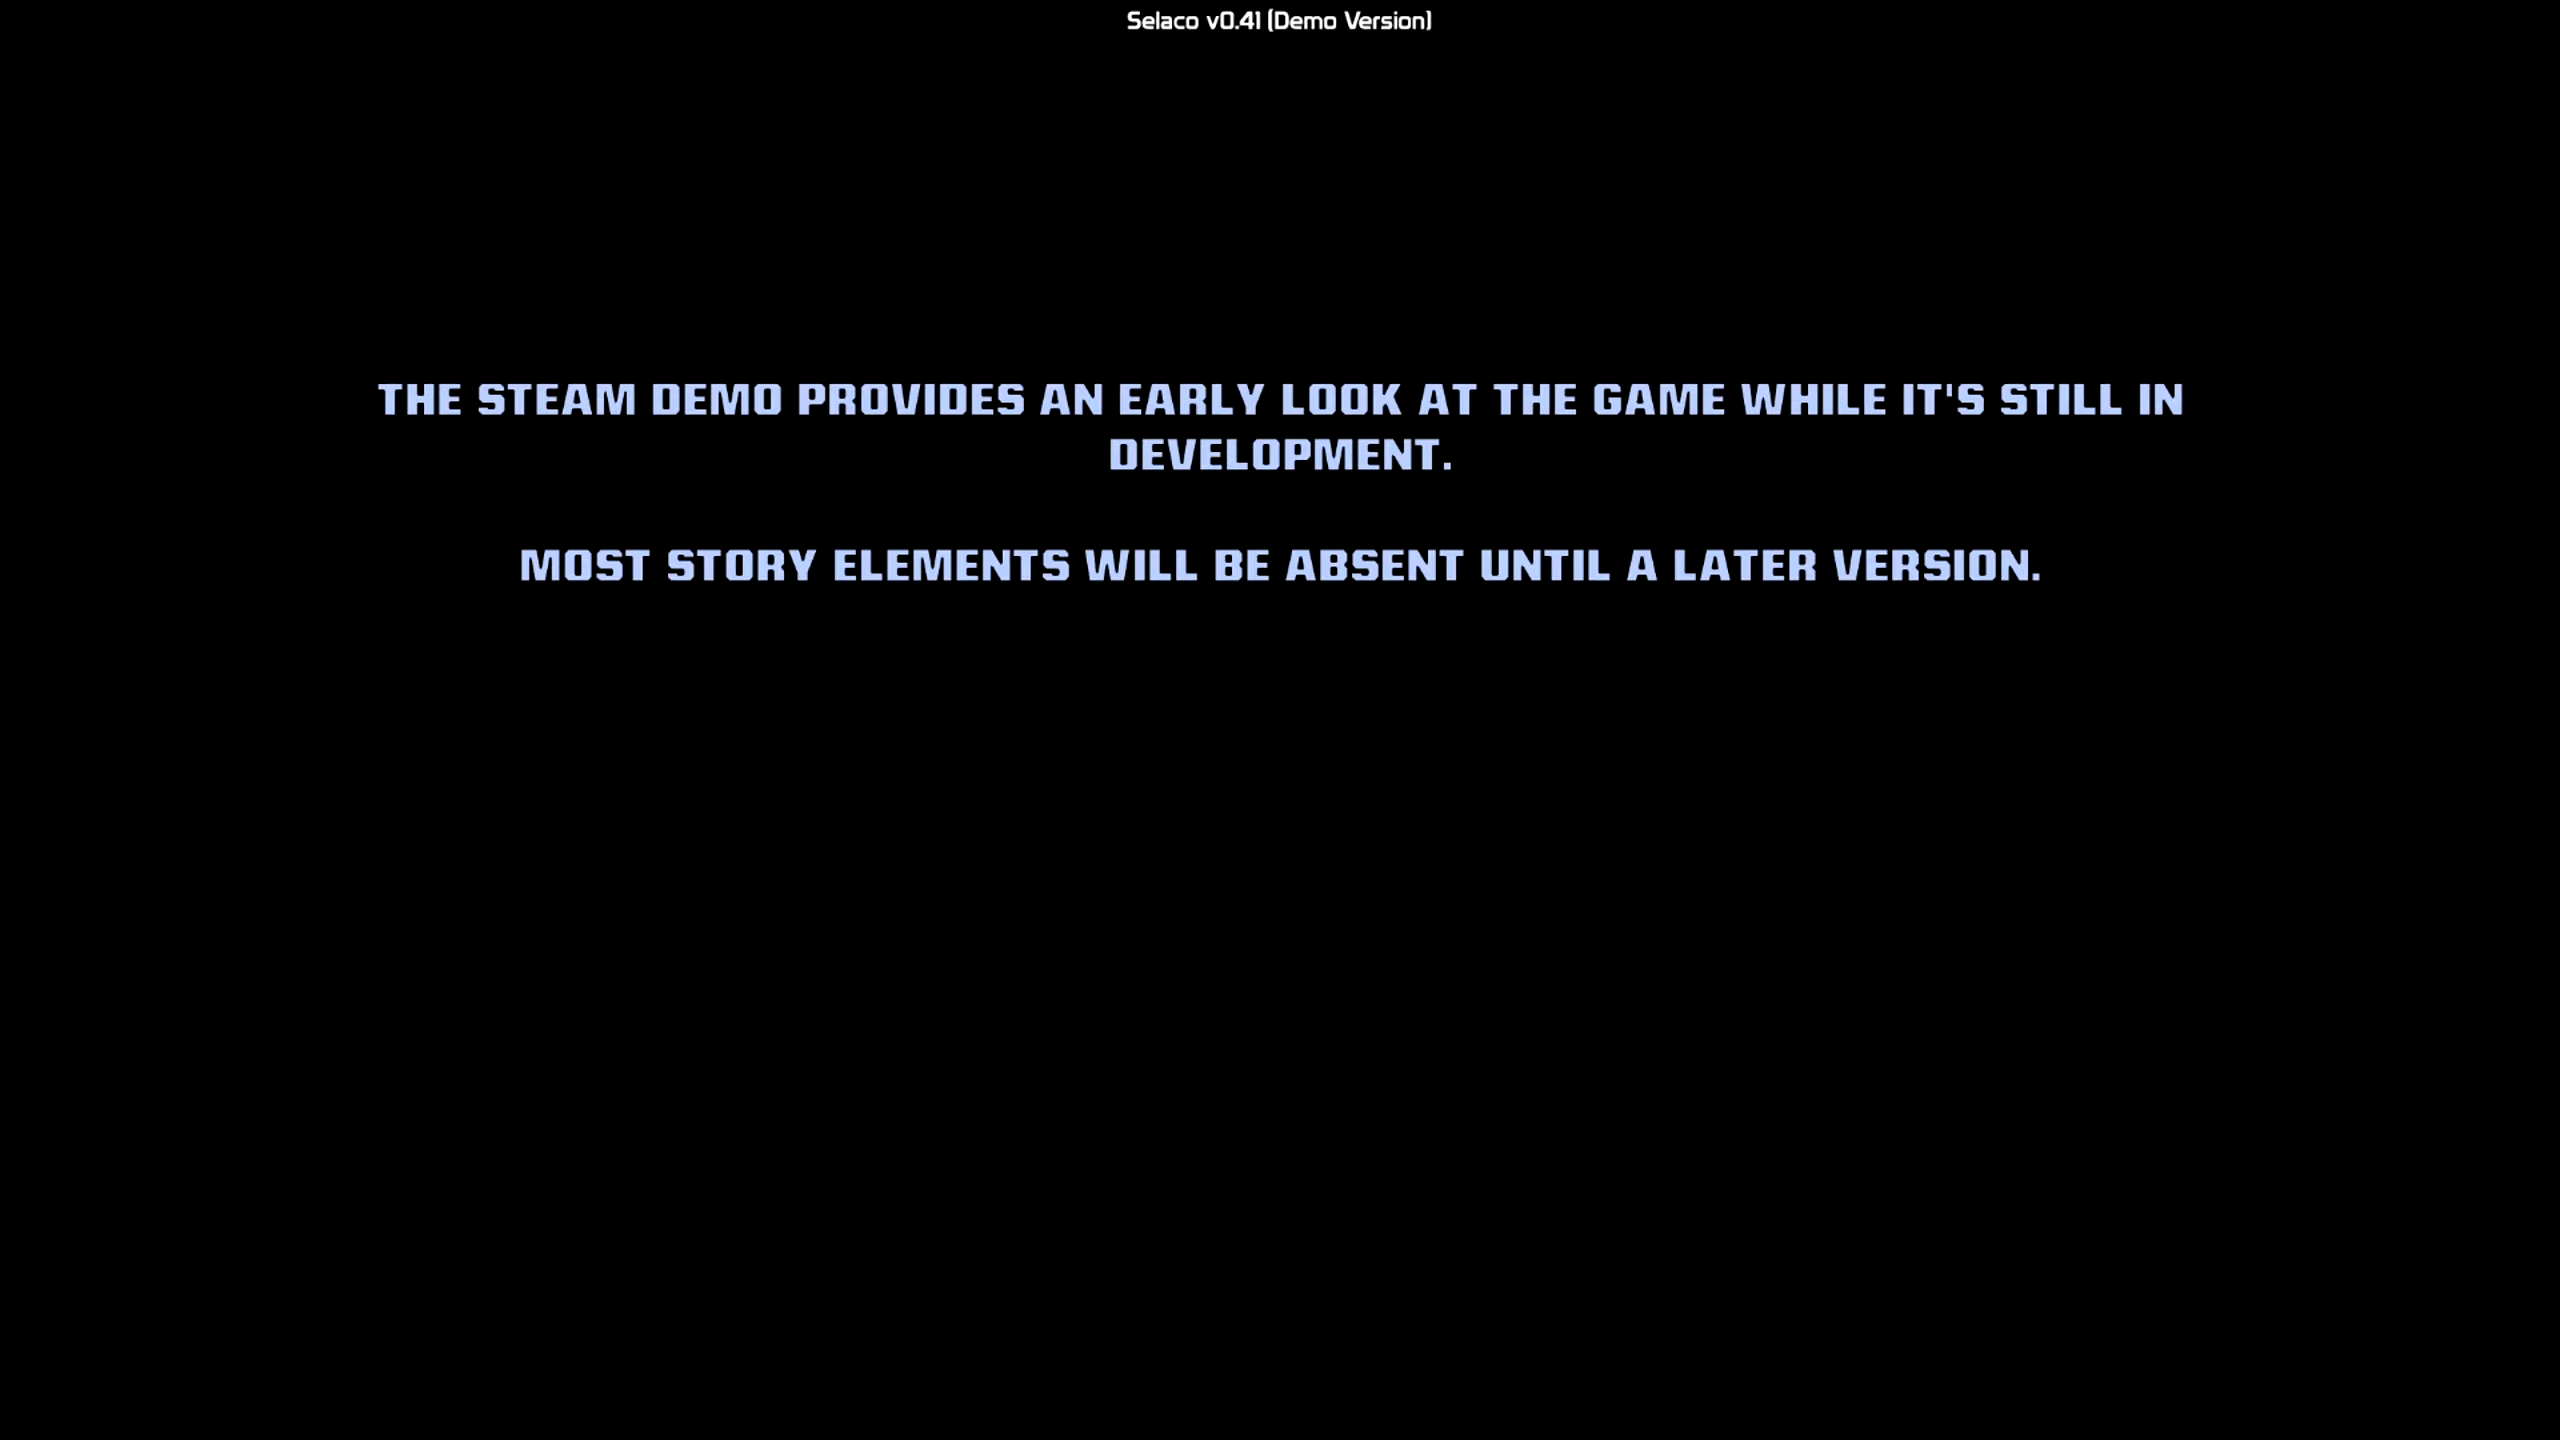 Selaco v0.41 (Demo Version)
THE STEAM DEMO PROVIDES AN EARLY LOOK AT THE GAME WHILE IT'S STILL IN
DEVELOPMENT.
MOST STORY ELEMENTS WILL BE ABSENT UNTIL A LATER VERSION.